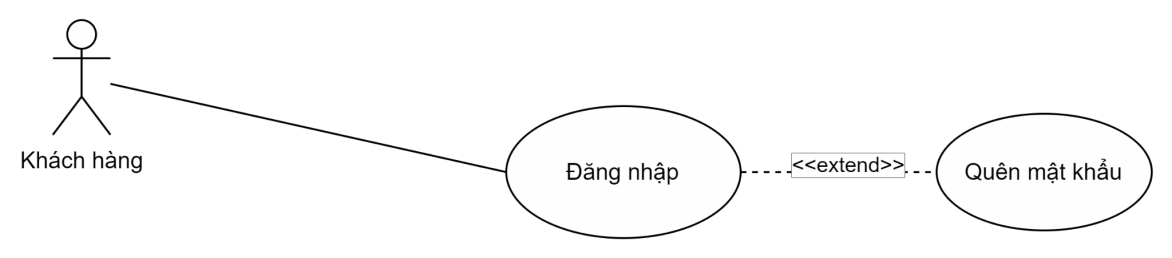 Khách hàng
Đăng nhập
<<extend>>
Quên mật khẩu